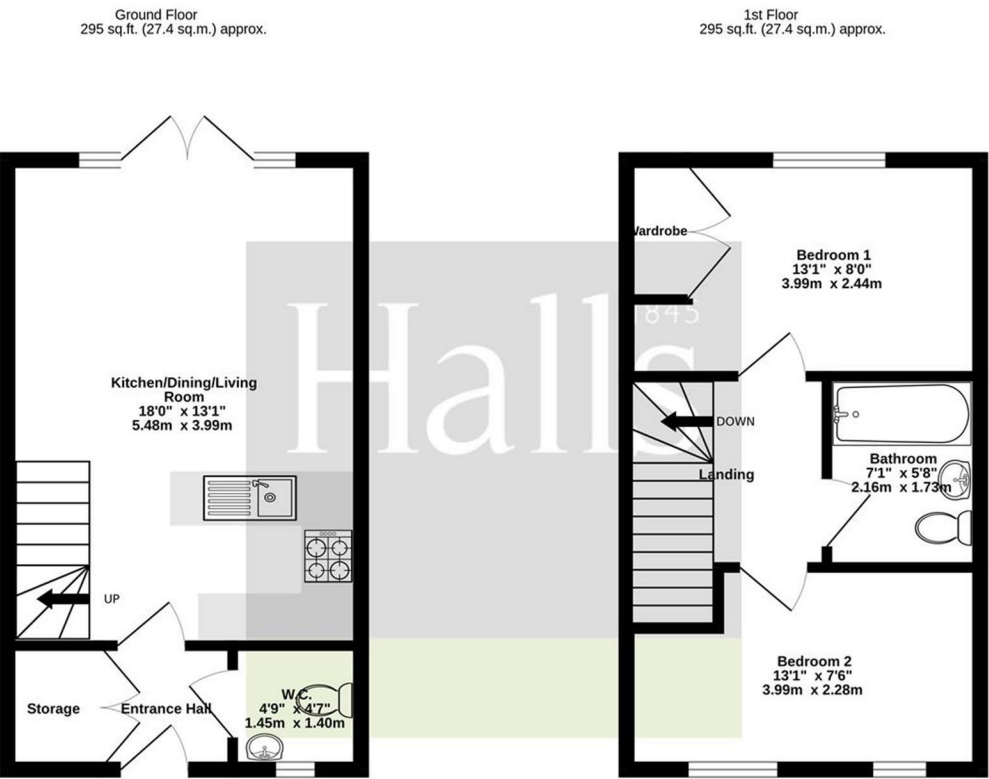 Ground Floor
295 sq.ft. (27.4 sq.m.) approx.
1st Floor
295 sq.ft. (27.4 sq.m.) approx.
Kitchen/Dining/Living
Room
18'0" x 13'1"
5.48m x 3.99m
UP
Storage
Entrance Hall
W.C.
4'9" x 4'7"
1.45m x 1.40m
Wardrobe
Bedroom 1
13'1" x 8'0"
3.99m x 2.44m
DOWN
Landing
Bathroom
7'1" x 5'8"
2.16m x 1.73m
Bedroom 2
13'1" x 7'6"
3.99m x 2.28m
1845
Halls